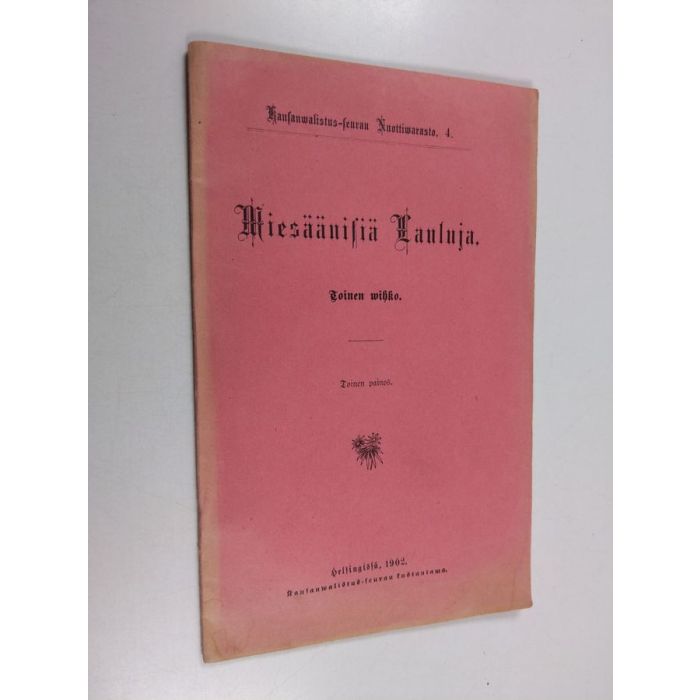 Kansanwalistus-seuran Nuottiwarasto, 4.
Miesäänisiä Lauluja.
Toinen wihko.
Toinen painos.
Helsingissä, 1902.
Kansanwalistus-seuran kustantama.